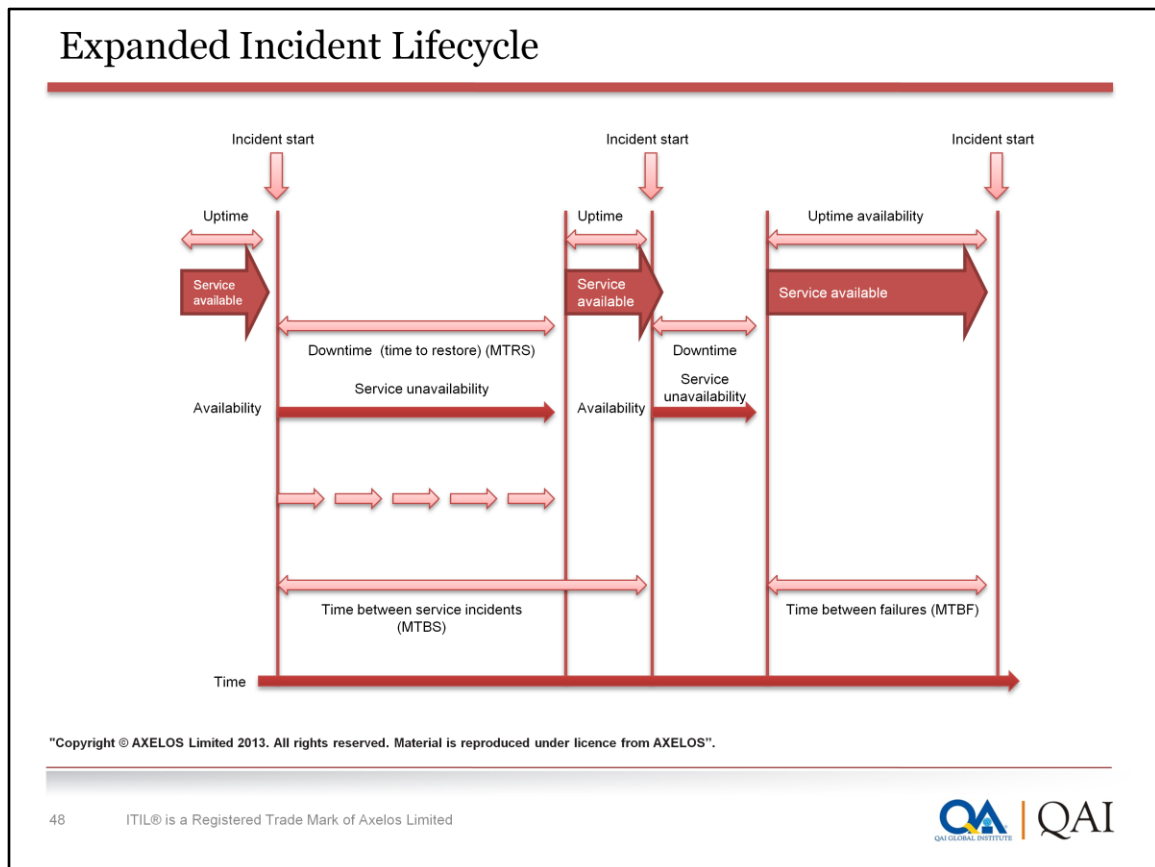 Expanded Incident Lifecycle
Incident start
Incident start
Incident start
Uptime
Uptime
Uptime availability
Service
available
Service
available
Service available
Downtime (time to restore) (MTRS)
Downtime
Service unavailability
Service
unavailability
Availability
Availability
Time between service incidents
(MTBS)
Time between failures (MTBF)
Time
"Copyright © AXELOS Limited 2013. All rights reserved. Material is reproduced under licence from AXELOS".
48
ITIL® is a Registered Trade Mark of Axelos Limited
QAI
QAI GLOBAL INSTITUTE
QAI